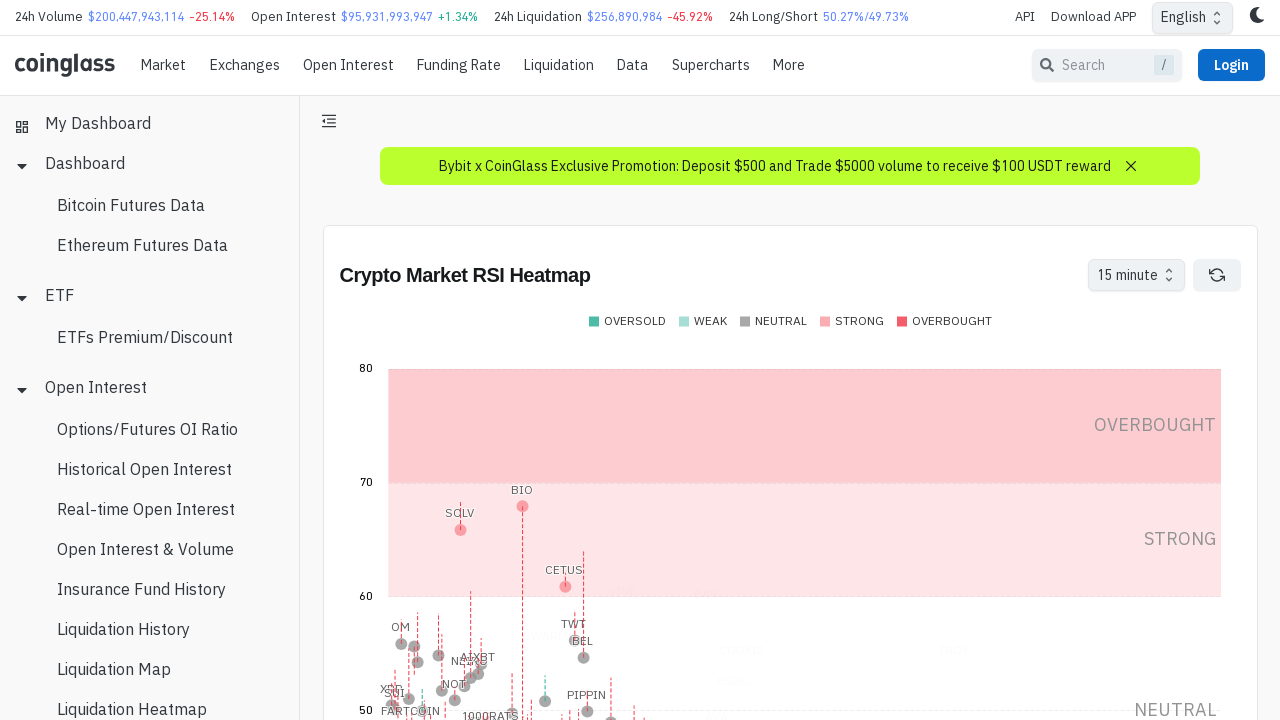 24h Volume $200,447,943,114 -25.14% Open Interest $95,931,993,947 +1.34% 24h Liquidation $256,890,984 -45.92% 24h Long/Short 50.27%/49.73% API Download APP English
coinglass Market Exchanges Open Interest Funding Rate Liquidation Data Supercharts More Search / Login
My Dashboard
Dashboard
Bitcoin Futures Data
Ethereum Futures Data
ETF
ETFs Premium/Discount
Open Interest
Options/Futures OI Ratio
Historical Open Interest
Real-time Open Interest
Open Interest & Volume
Insurance Fund History
Liquidation History
Liquidation Map
Liquidation Heatmap
Bybit x CoinGlass Exclusive Promotion: Deposit $500 and Trade $5000 volume to receive $100 USDT reward
Crypto Market RSI Heatmap 15 minute
OVERSOLD WEAK NEUTRAL STRONG OVERBOUGHT
80
OVERBOUGHT
70
BIO
SOLV
STRONG
CETUS
60
OM
TWT
BEL
AIXBT
NOT
SUI
PIPPIN
50
FARTCOIN
1000RATS
NEUTRAL